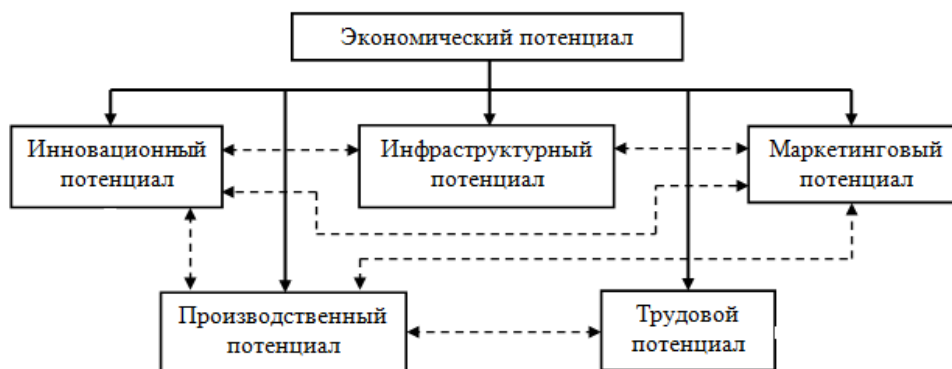 Экономический потенциал
Инновационный
потенциал
Инфраструктурный
потенциал
Маркетинговый
потенциал
Производственный
потенциал
Трудовой
потенциал